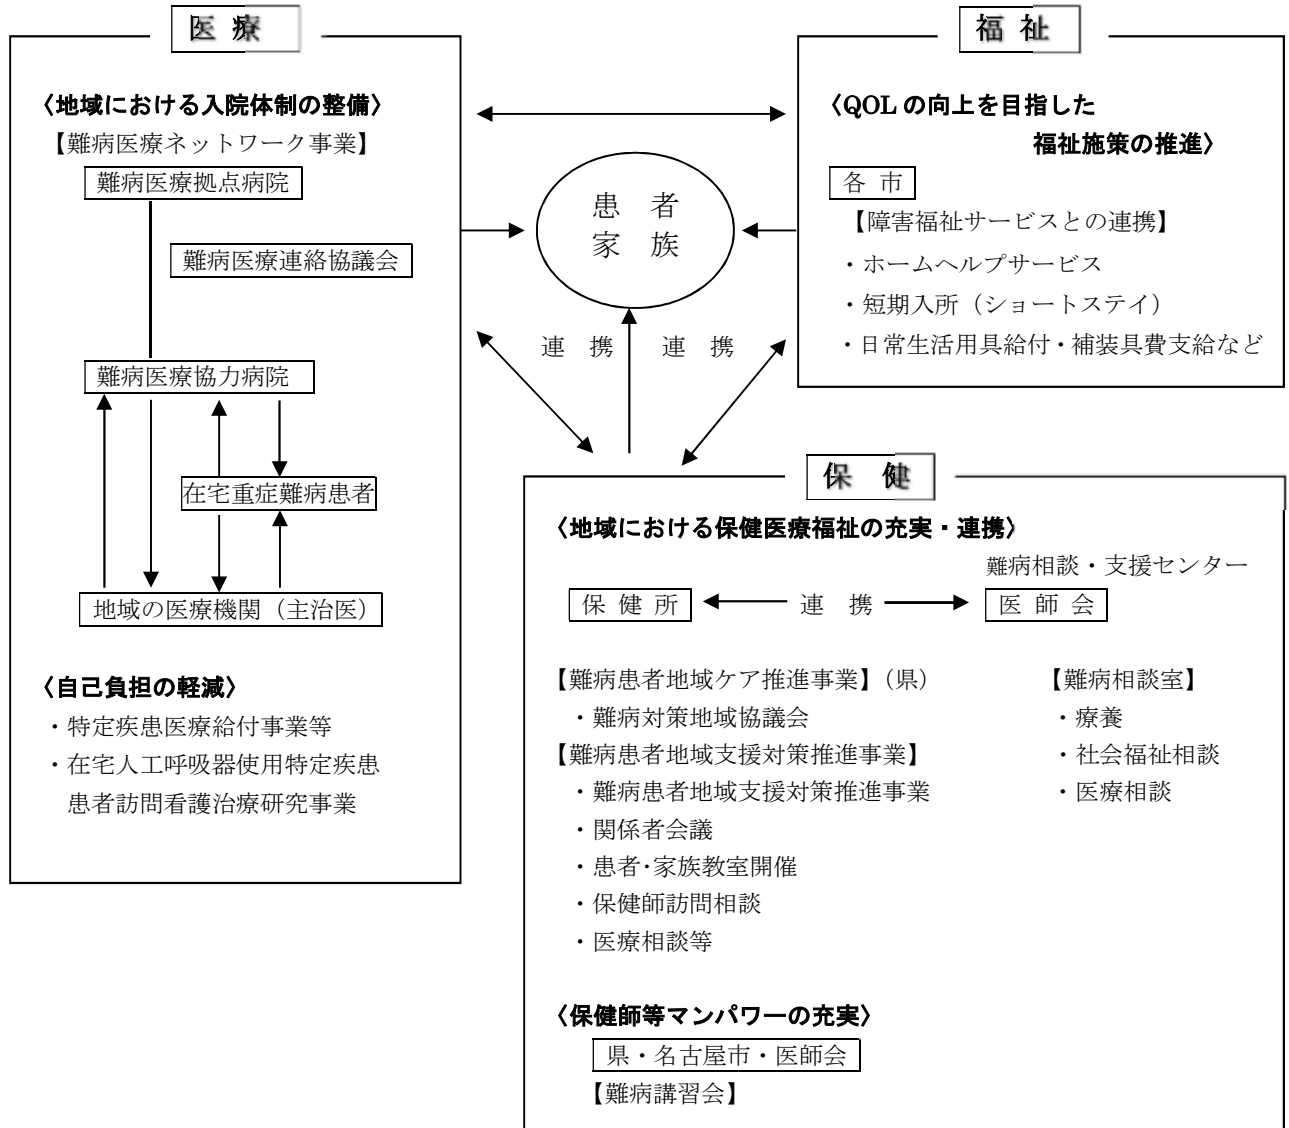 医 療
〈地域における入院体制の整備〉
【難病医療ネットワーク事業】
難病医療拠点病院
難病医療連絡協議会
難病医療協力病院
在宅重症難病患者
地域の医療機関（主治医）
〈自己負担の軽減〉
・特定疾患医療給付事業等
・在宅人工呼吸器使用特定疾患
患者訪問看護治療研究事業
患 者
家 族
連 携 連 携
福 祉
〈QOL の向上を目指した
福祉施策の推進〉
各 市
【障害福祉サービスとの連携】
・ホームヘルプサービス
・短期入所（ショートステイ）
・日常生活用具給付・補装具費支給など
保 健
〈地域における保健医療福祉の充実・連携〉
難病相談・支援センター
保 健 所 連 携 医 師 会
【難病患者地域ケア推進事業】（県）
・難病対策地域協議会
【難病患者地域支援対策推進事業】
・難病患者地域支援対策推進事業
・関係者会議
・患者・家族教室開催
・保健師訪問相談
・医療相談等
【難病相談室】
・療養
・社会福祉相談
・医療相談
〈保健師等マンパワーの充実〉
県・名古屋市・医師会
【難病講習会】